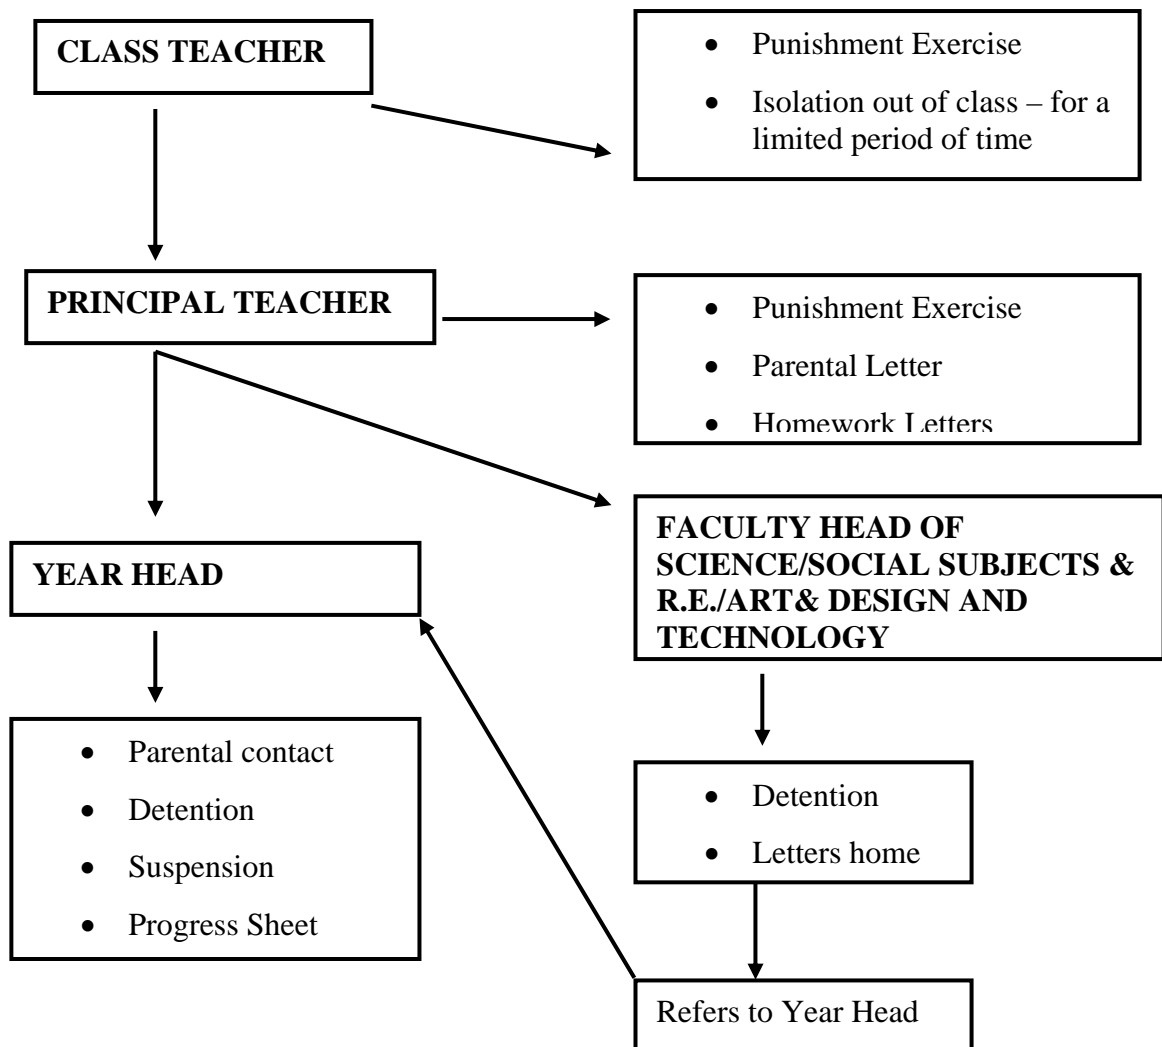 CLASS TEACHER
• Punishment Exercise
• Isolation out of class – for a
limited period of time
PRINCIPAL TEACHER
• Punishment Exercise
• Parental Letter
• Homework Letters
FACULTY HEAD OF
SCIENCE/SOCIAL SUBJECTS &
R.E./ART& DESIGN AND
TECHNOLOGY
YEAR HEAD
• Parental contact
• Detention
• Suspension
• Progress Sheet
• Detention
• Letters home
Refers to Year Head